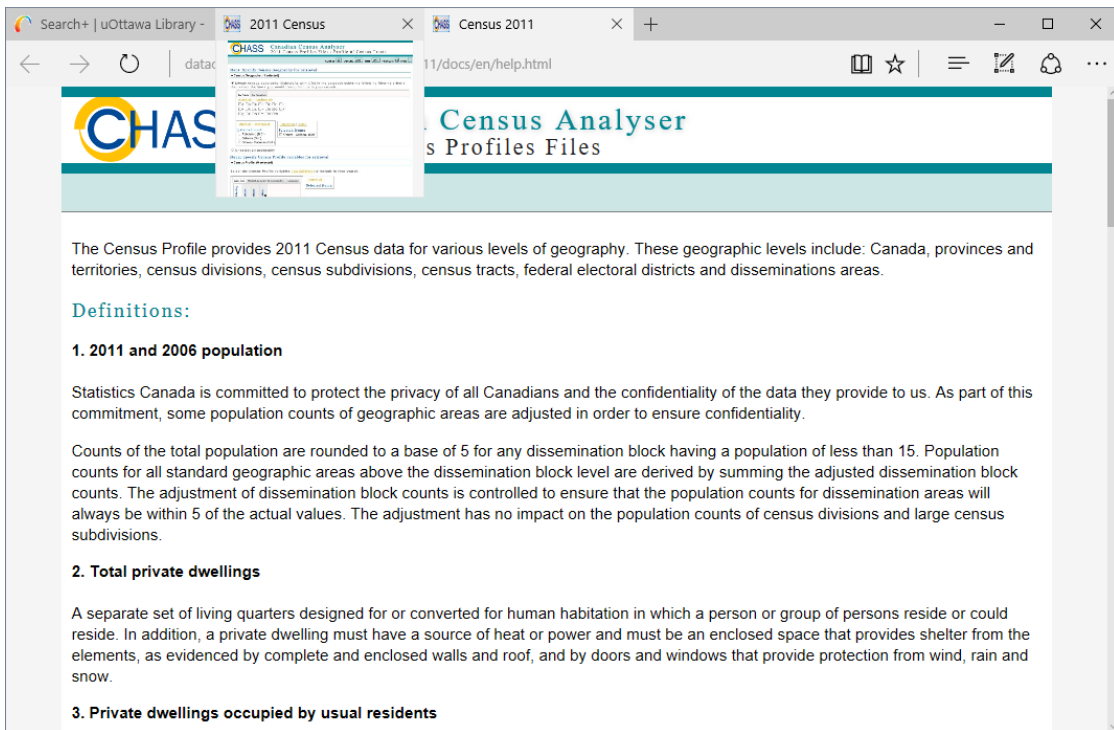 Search+ | uOttawa Library -
2011 Census
Census 2011
datac
11/docs/en/help.html
CHASS
Canadian Census Analyser
CHAS
Census Analyser
s Profiles Files
The Census Profile provides 2011 Census data for various levels of geography. These geographic levels include: Canada, provinces and
territories, census divisions, census subdivisions, census tracts, federal electoral districts and disseminations areas.
Definitions:
1. 2011 and 2006 population
Statistics Canada is committed to protect the privacy of all Canadians and the confidentiality of the data they provide to us. As part of this
commitment, some population counts of geographic areas are adjusted in order to ensure confidentiality.
Counts of the total population are rounded to a base of 5 for any dissemination block having a population of less than 15. Population
counts for all standard geographic areas above the dissemination block level are derived by summing the adjusted dissemination block
counts. The adjustment of dissemination block counts is controlled to ensure that the population counts for dissemination areas will
always be within 5 of the actual values. The adjustment has no impact on the population counts of census divisions and large census
subdivisions.
2. Total private dwellings
A separate set of living quarters designed for or converted for human habitation in which a person or group of persons reside or could
reside. In addition, a private dwelling must have a source of heat or power and must be an enclosed space that provides shelter from the
elements, as evidenced by complete and enclosed walls and roof, and by doors and windows that provide protection from wind, rain and
snow.
3. Private dwellings occupied by usual residents